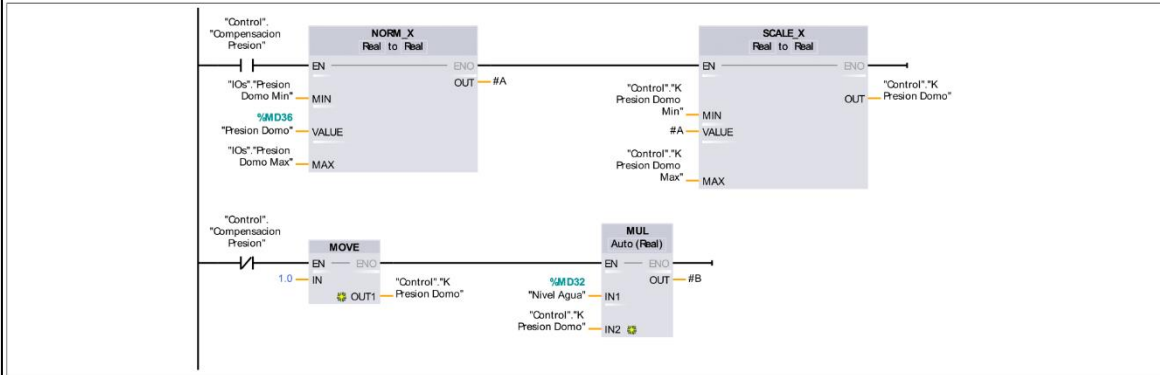 "Control".
"Compensacion
Presion"
NORM_X
Real to Real
EN
ENO
"IOs"."Presion
Domo Min"
MIN
OUT
#A
%MD36
"Presion Domo"
VALUE
"IOs"."Presion
Domo Max"
MAX
SCALE_X
Real to Real
EN
ENO
"Control"."K
Presion Domo
Min"
MIN
OUT
"Control"."K
Presion Domo"
#A
VALUE
"Control"."K
Presion Domo
Max"
MAX
"Control".
"Compensacion
Presion"
MOVE
EN
ENO
1.0
IN
OUT1
"Control"."K
Presion Domo"
MUL
Auto (Real)
EN
ENO
%MD32
"Nivel Agua"
IN1
OUT
#B
"Control"."K
Presion Domo"
IN2